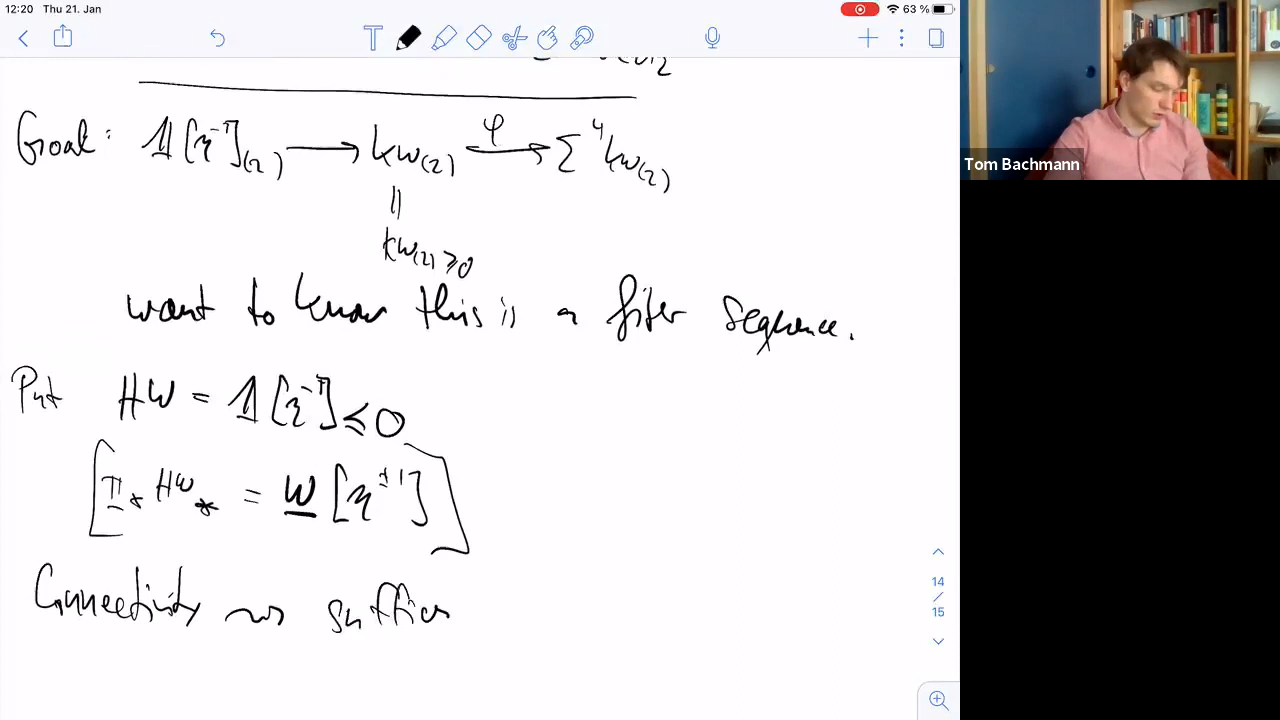 12:20 Thu 21. Jan
63 %
Goal: 𝟙[η⁻¹]₍₂₎ ⟶ kw₍₂₎ —φ→ Σ⁴kw₍₂₎
||
KW₍₂₎≥0
want to know this is a fiber sequence.
Put HW = 𝟙[η⁻¹]≤0
[π̲⁎ HW⁎ = W̲[η^±1]]
Connectivity ⇝ suffices
14
/
15
Tom Bachmann